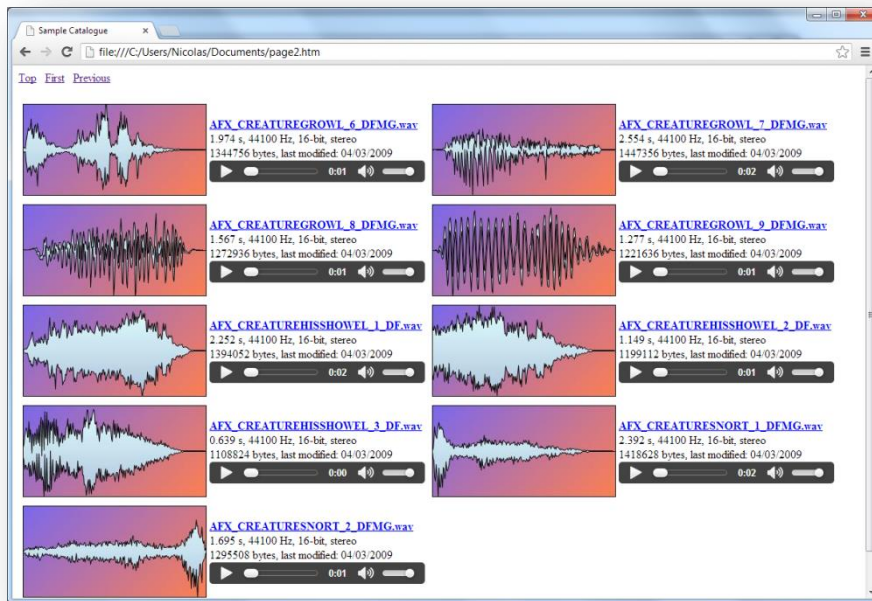 Sample Catalogue
file:///C:/Users/Nicolas/Documents/page2.htm
Top First Previous
AFX_CREATUREGROWL_6_DFMG.wav
1.974 s, 44100 Hz, 16-bit, stereo
1344756 bytes, last modified: 04/03/2009
0:01
AFX_CREATUREGROWL_7_DFMG.wav
2.554 s, 44100 Hz, 16-bit, stereo
1447356 bytes, last modified: 04/03/2009
0:02
AFX_CREATUREGROWL_8_DFMG.wav
1.567 s, 44100 Hz, 16-bit, stereo
1272936 bytes, last modified: 04/03/2009
0:01
AFX_CREATUREGROWL_9_DFMG.wav
1.277 s, 44100 Hz, 16-bit, stereo
1221636 bytes, last modified: 04/03/2009
0:01
AFX_CREATUREHISSHOWEL_1_DF.wav
2.252 s, 44100 Hz, 16-bit, stereo
1394052 bytes, last modified: 04/03/2009
0:02
AFX_CREATUREHISSHOWEL_2_DF.wav
1.149 s, 44100 Hz, 16-bit, stereo
1199112 bytes, last modified: 04/03/2009
0:01
AFX_CREATUREHISSHOWEL_3_DF.wav
0.639 s, 44100 Hz, 16-bit, stereo
1108824 bytes, last modified: 04/03/2009
0:00
AFX_CREATURESNORT_1_DFMG.wav
2.392 s, 44100 Hz, 16-bit, stereo
1418628 bytes, last modified: 04/03/2009
0:02
AFX_CREATURESNORT_2_DFMG.wav
1.695 s, 44100 Hz, 16-bit, stereo
1295508 bytes, last modified: 04/03/2009
0:01